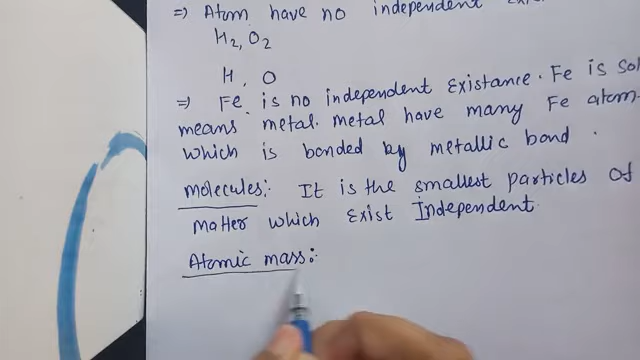 ⇒ Atom have no independent
H2, O2
H, O
⇒ Fe is no independent Existance. Fe is
means metal. metal have many Fe atom
which is bonded by metallic bond.
molecules:- It is the smallest particles of
matter which exist Independent.
Atomic mass: